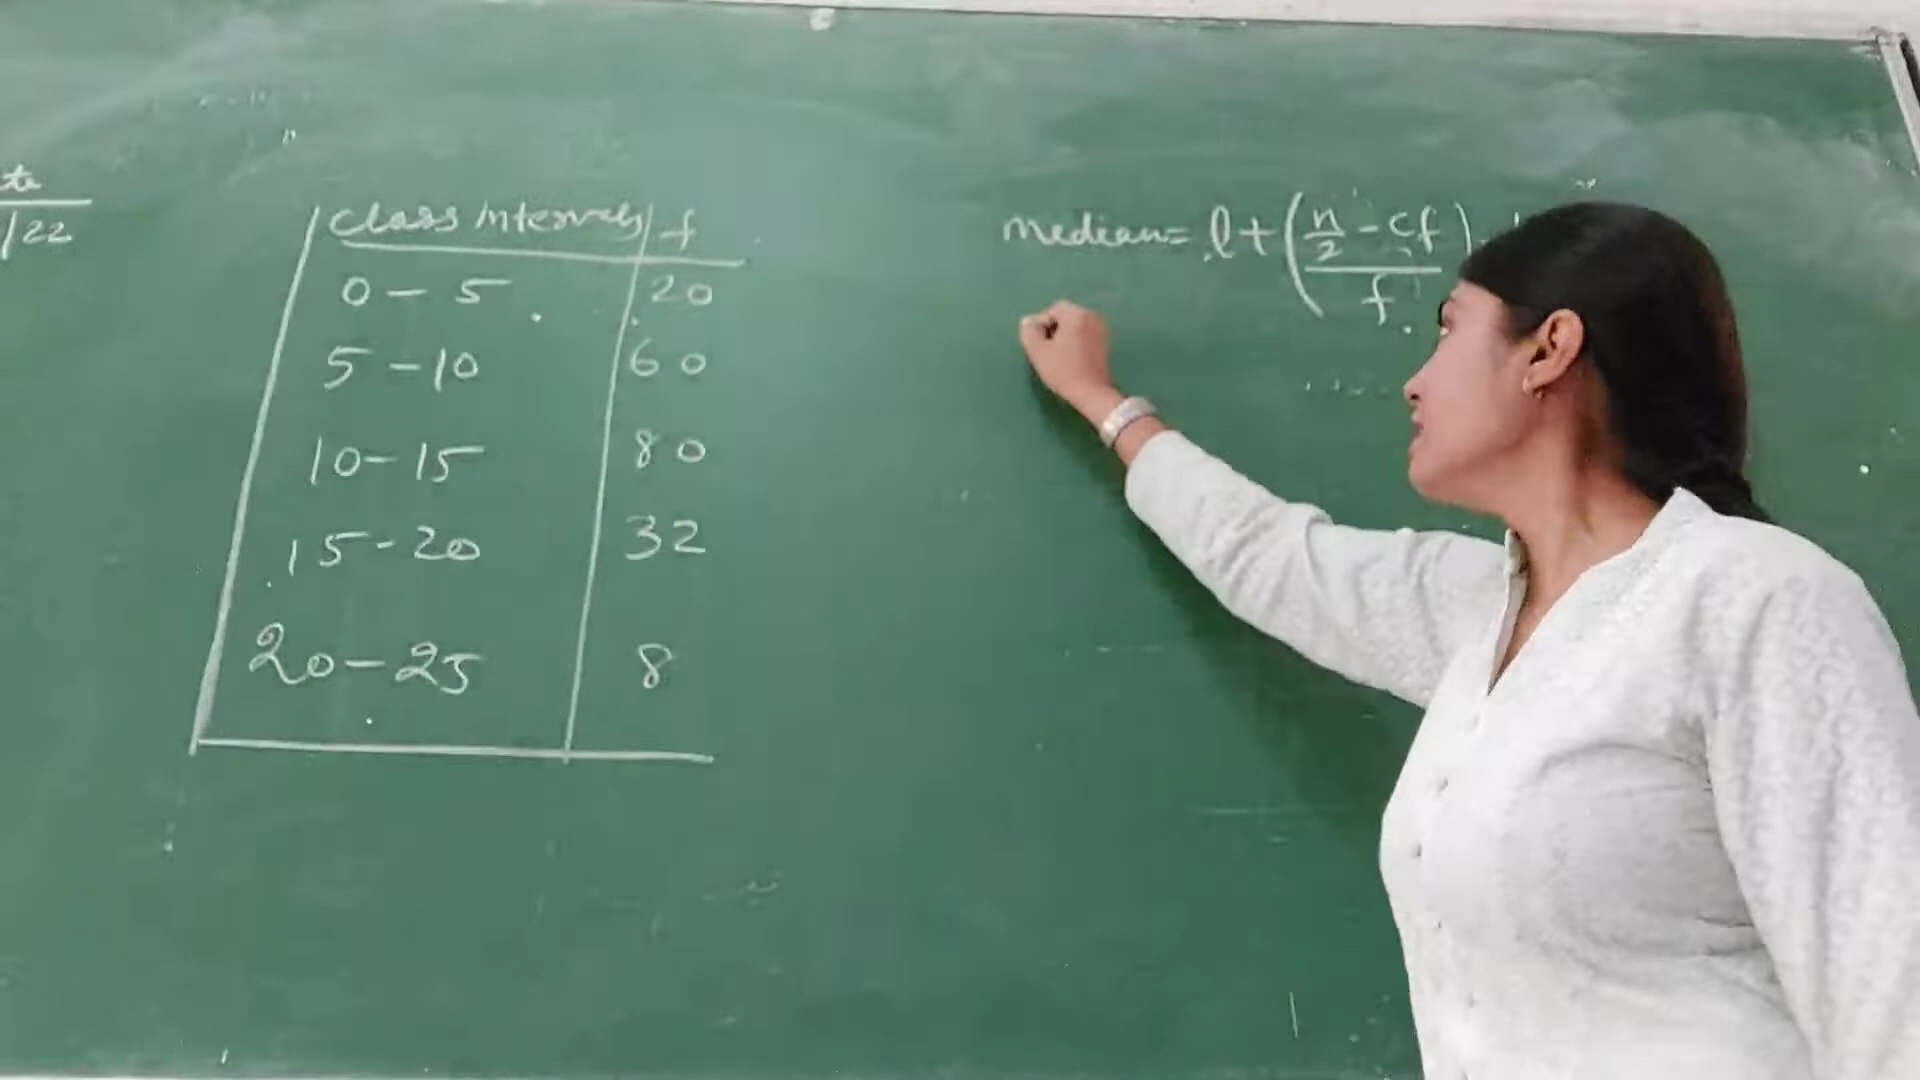 te
/22
class Intervals f
0 - 5 20
5 - 10 60
10 - 15 80
15 - 20 32
20 - 25 8
median = l + ( n/2 - cf / f )